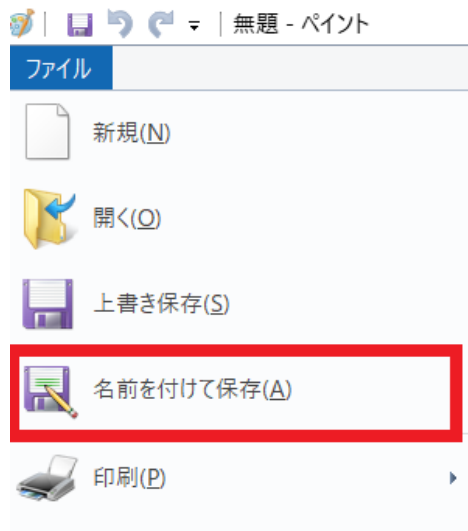 無題 - ペイント
ファイル
新規(N)
開く(O)
上書き保存(S)
名前を付けて保存(A)
印刷(P)